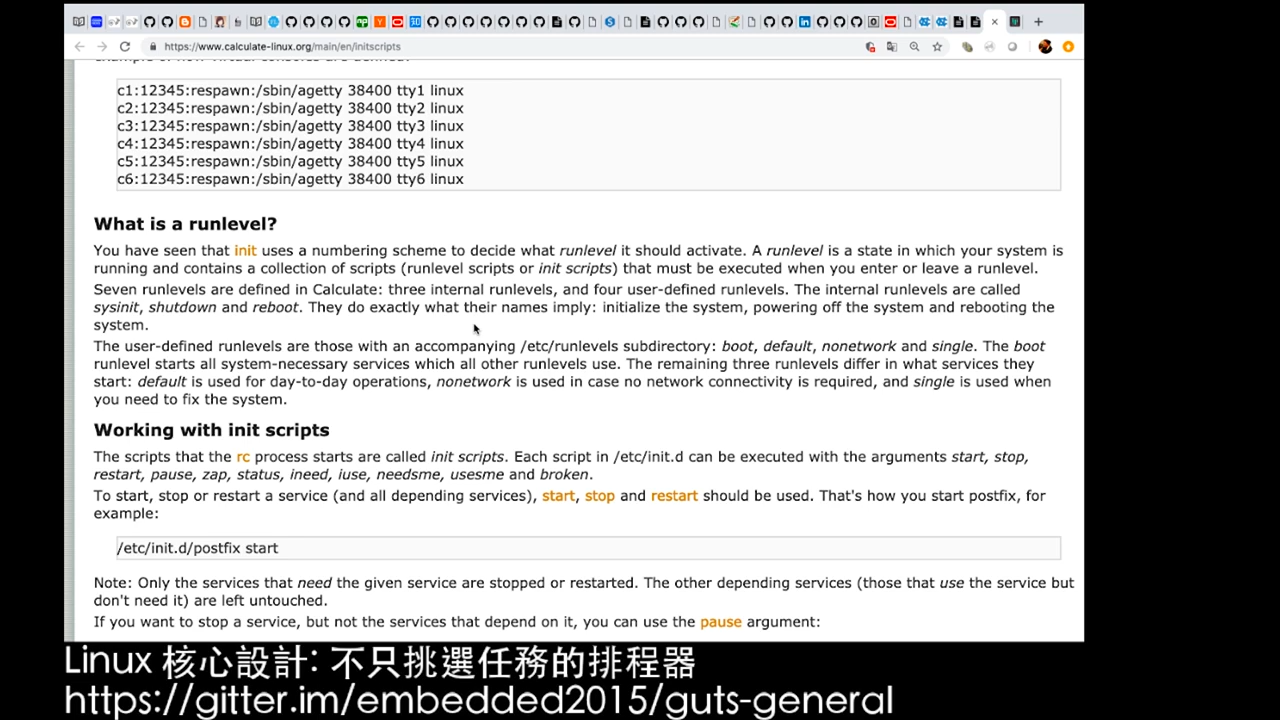 https://www.calculate-linux.org/main/en/initscripts
example of how virtual consoles are defined:
c1:12345:respawn:/sbin/agetty 38400 tty1 linux
c2:12345:respawn:/sbin/agetty 38400 tty2 linux
c3:12345:respawn:/sbin/agetty 38400 tty3 linux
c4:12345:respawn:/sbin/agetty 38400 tty4 linux
c5:12345:respawn:/sbin/agetty 38400 tty5 linux
c6:12345:respawn:/sbin/agetty 38400 tty6 linux
What is a runlevel?
You have seen that init uses a numbering scheme to decide what runlevel it should activate. A runlevel is a state in which your system is
running and contains a collection of scripts (runlevel scripts or init scripts) that must be executed when you enter or leave a runlevel.
Seven runlevels are defined in Calculate: three internal runlevels, and four user-defined runlevels. The internal runlevels are called
sysinit, shutdown and reboot. They do exactly what their names imply: initialize the system, powering off the system and rebooting the
system.
The user-defined runlevels are those with an accompanying /etc/runlevels subdirectory: boot, default, nonetwork and single. The boot
runlevel starts all system-necessary services which all other runlevels use. The remaining three runlevels differ in what services they
start: default is used for day-to-day operations, nonetwork is used in case no network connectivity is required, and single is used when
you need to fix the system.
Working with init scripts
The scripts that the rc process starts are called init scripts. Each script in /etc/init.d can be executed with the arguments start, stop,
restart, pause, zap, status, ineed, iuse, needsme, usesme and broken.
To start, stop or restart a service (and all depending services), start, stop and restart should be used. That's how you start postfix, for
example:
/etc/init.d/postfix start
Note: Only the services that need the given service are stopped or restarted. The other depending services (those that use the service but
don't need it) are left untouched.
If you want to stop a service, but not the services that depend on it, you can use the pause argument:
Linux 核心設計: 不只挑選任務的排程器
https://gitter.im/embedded2015/guts-general